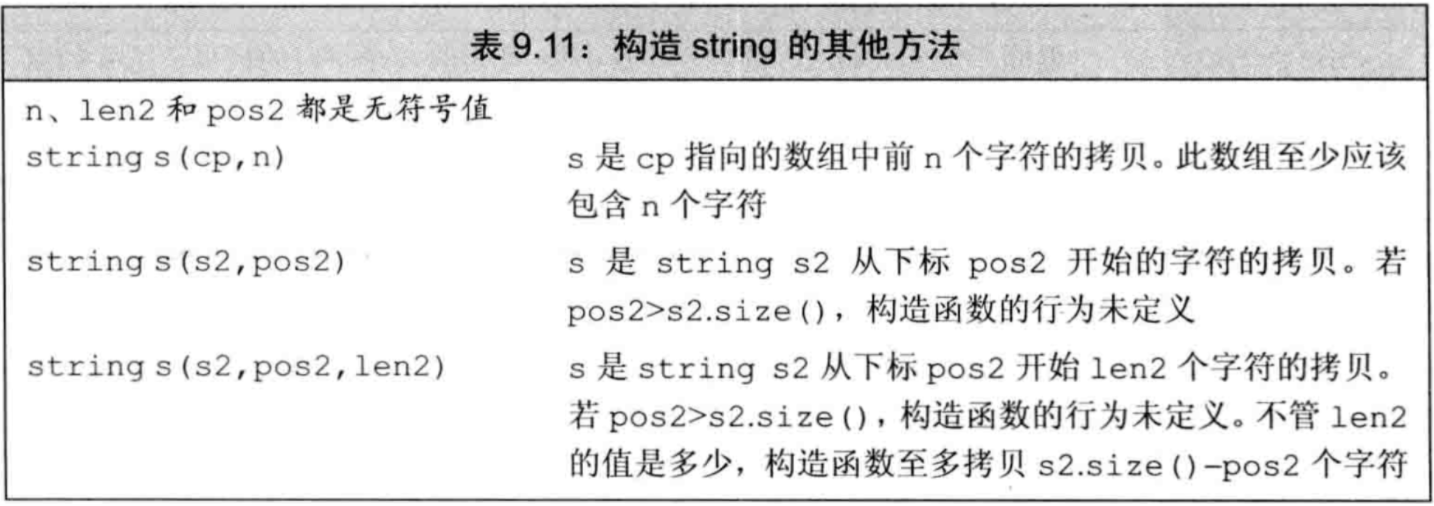 表 9.11：构造 string 的其他方法
n、len2 和 pos2 都是无符号值
string s(cp,n)
s 是 cp 指向的数组中前 n 个字符的拷贝。此数组至少应该
包含 n 个字符
string s(s2,pos2)
s 是 string s2 从下标 pos2 开始的字符的拷贝。若
pos2>s2.size()，构造函数的行为未定义
string s(s2,pos2,len2)
s 是 string s2 从下标 pos2 开始 len2 个字符的拷贝。
若 pos2>s2.size()，构造函数的行为未定义。不管 len2
的值是多少，构造函数至多拷贝 s2.size()–pos2 个字符